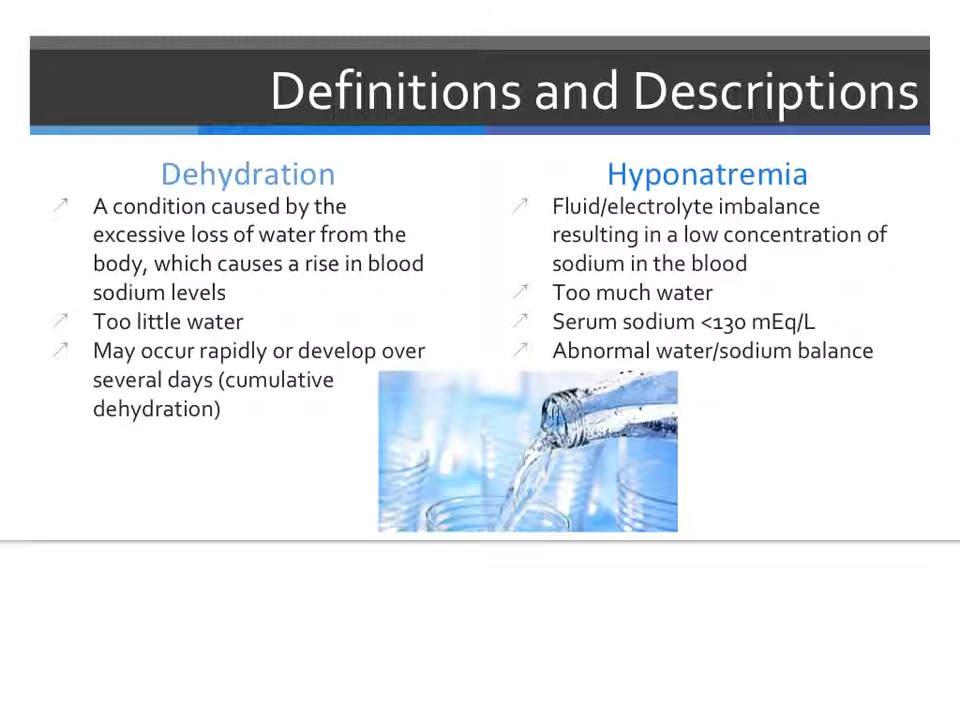 Definitions and Descriptions
Dehydration
A condition caused by the
excessive loss of water from the
body, which causes a rise in blood
sodium levels
Too little water
May occur rapidly or develop over
several days (cumulative
dehydration)
Hyponatremia
Fluid/electrolyte imbalance
resulting in a low concentration of
sodium in the blood
Too much water
Serum sodium <130 mEq/L
Abnormal water/sodium balance